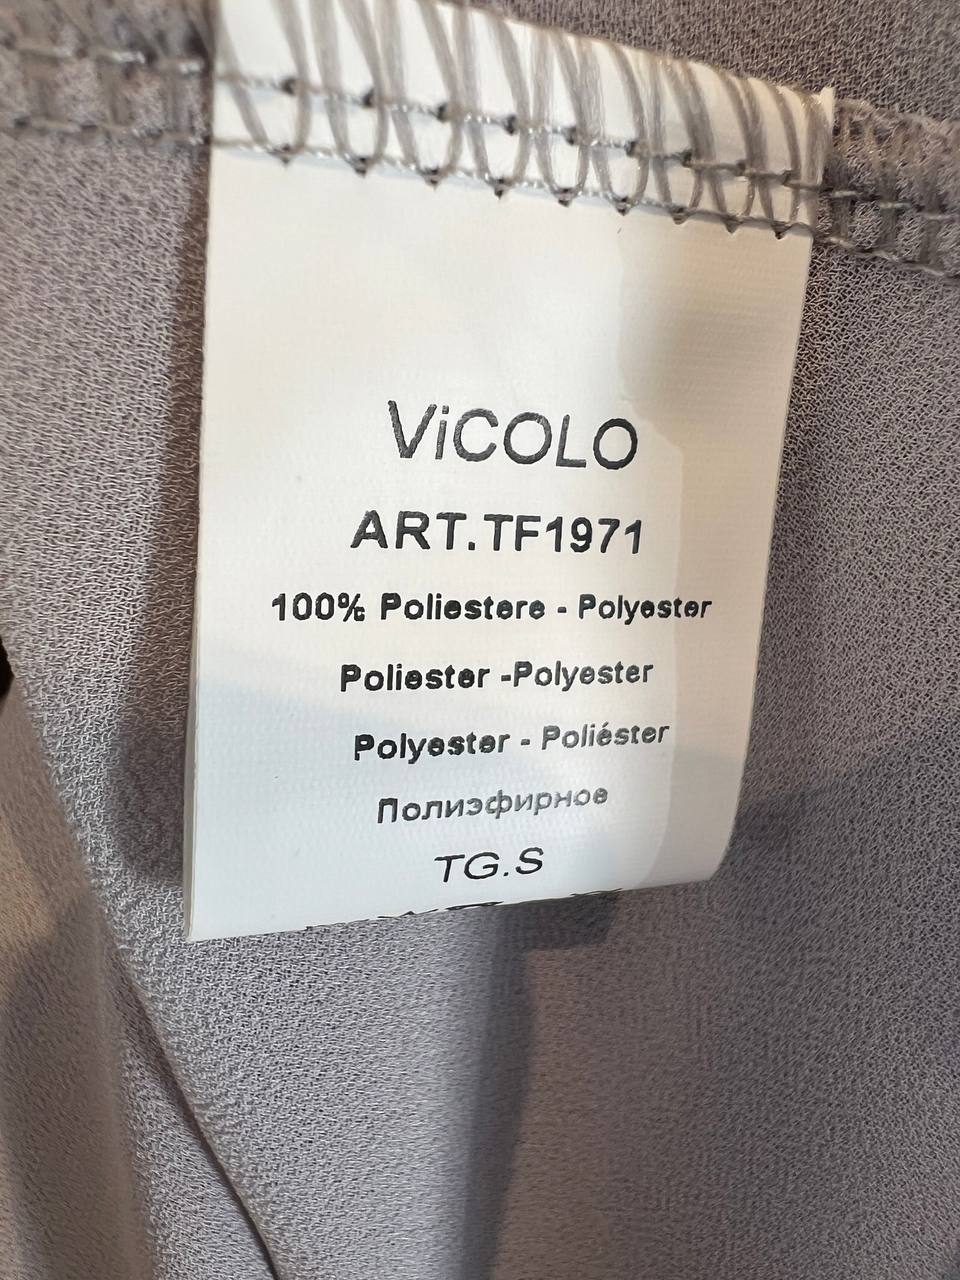 ViCOLO
ART.TF1971
100% Poliestere - Polyester
Poliester -Polyester
Polyester - Poliéster
Полиэфирное
TG.S